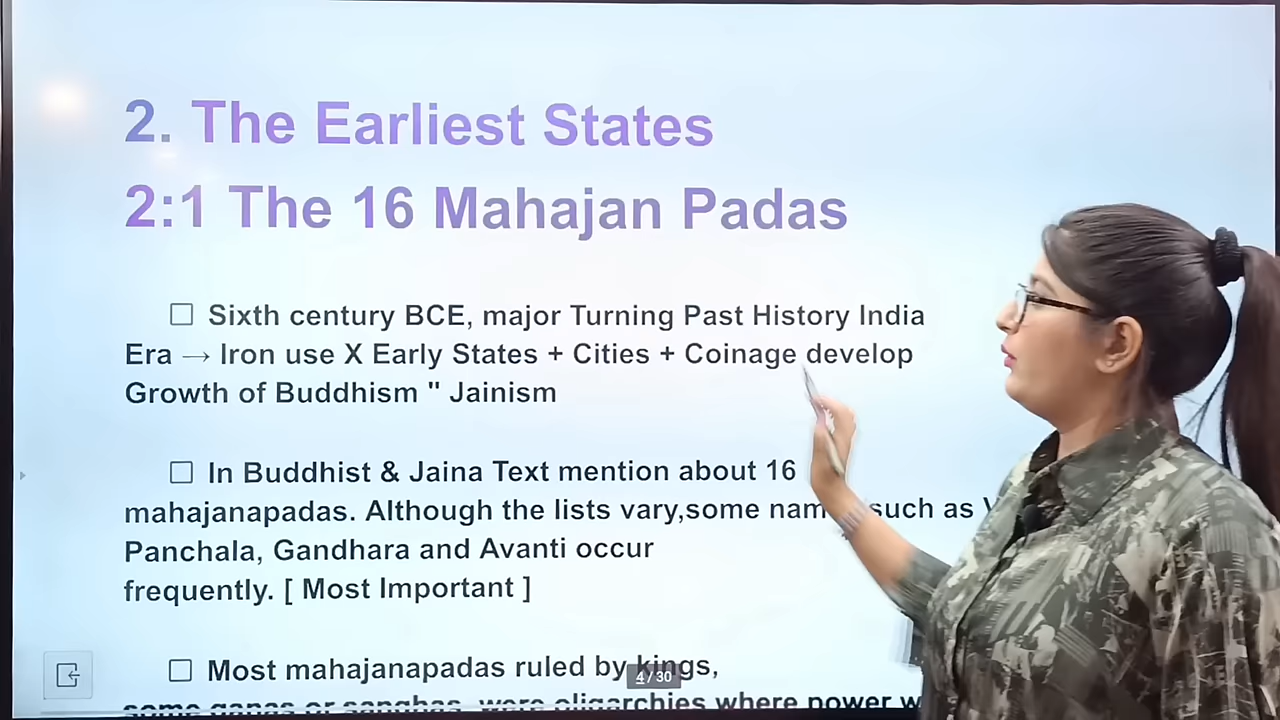 2. The Earliest States
2:1 The 16 Mahajan Padas
☐ Sixth century BCE, major Turning Past History India
Era → Iron use X Early States + Cities + Coinage develop
Growth of Buddhism " Jainism
☐ In Buddhist & Jaina Text mention about 16
mahajanapadas. Although the lists vary,some such as
Panchala, Gandhara and Avanti occur
frequently. [ Most Important ]
☐ Most mahajanapadas ruled by kings,
4 / 30
some ganas or sanghas, were oligarchies where power